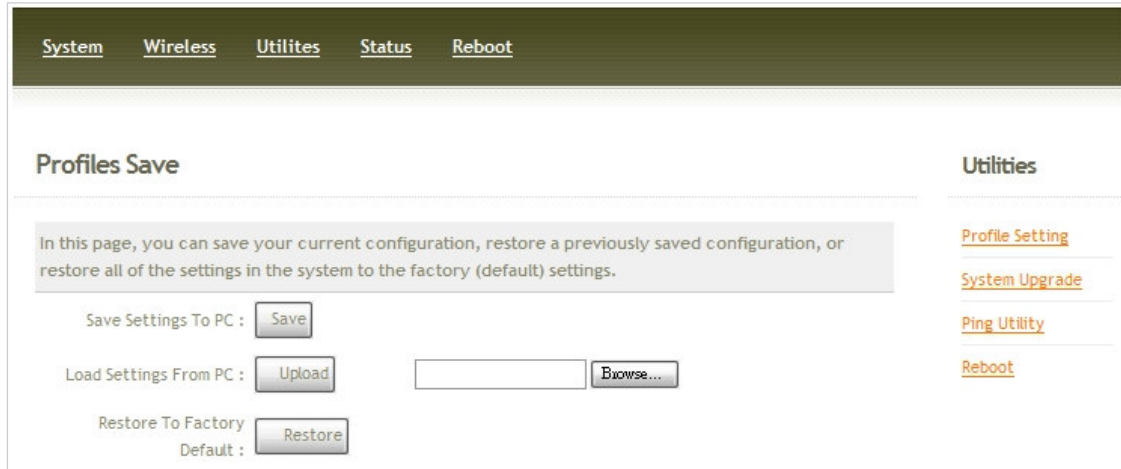 System Wireless Utilites Status Reboot
Profiles Save
In this page, you can save your current configuration, restore a previously saved configuration, or
restore all of the settings in the system to the factory (default) settings.
Save Settings To PC : Save
Load Settings From PC : Upload Browse...
Restore To Factory
Default : Restore
Utilities
Profile Setting
System Upgrade
Ping Utility
Reboot